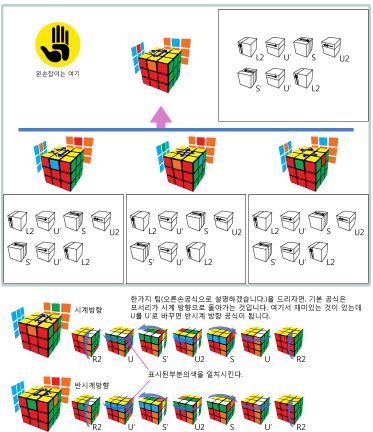 왼손잡이는 여기
L2 U' S U2
S' U' L2
L2 U' S U2
S' U' L2
L2 U' S U2
S' U' L2
L2 U' S U2
S' U' L2
한가지 팁(오른손공식으로 설명하겠습니다.)을 드리자면, 기본 공식은
모서리가 시계 방향으로 돌아가는 것입니다. 여기서 재미있는 것이 있는데
U를 U'로 바꾸면 반시계 방향 공식이 됩니다.
시계방향
R2 U S' U2 S U R2
표시된부분의색을 일치시킨다.
반시계방향
R2 U' S' U2 S U' R2